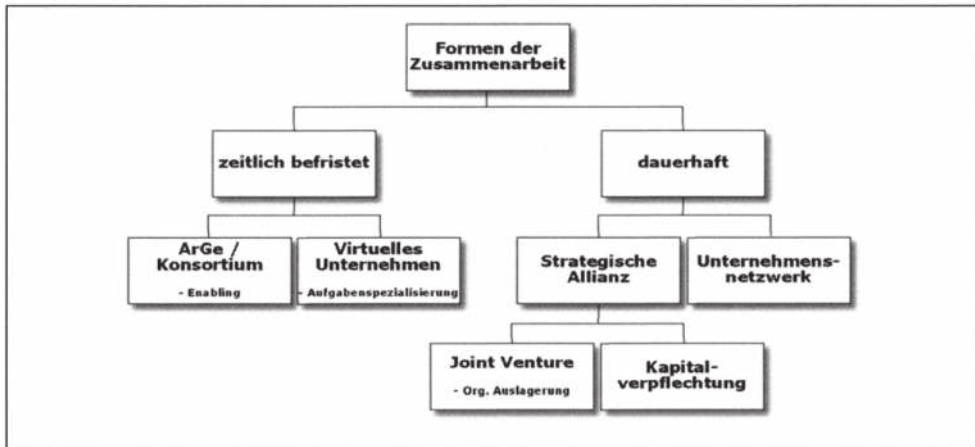 Formen der
Zusammenarbeit
zeitlich befristet
dauerhaft
ArGe /
Konsortium
- Enabling
Virtuelles
Unternehmen
- Aufgabenspezialisierung
Strategische
Allianz
Unternehmens-
netzwerk
Joint Venture
- Org. Auslagerung
Kapital-
verpflechtung